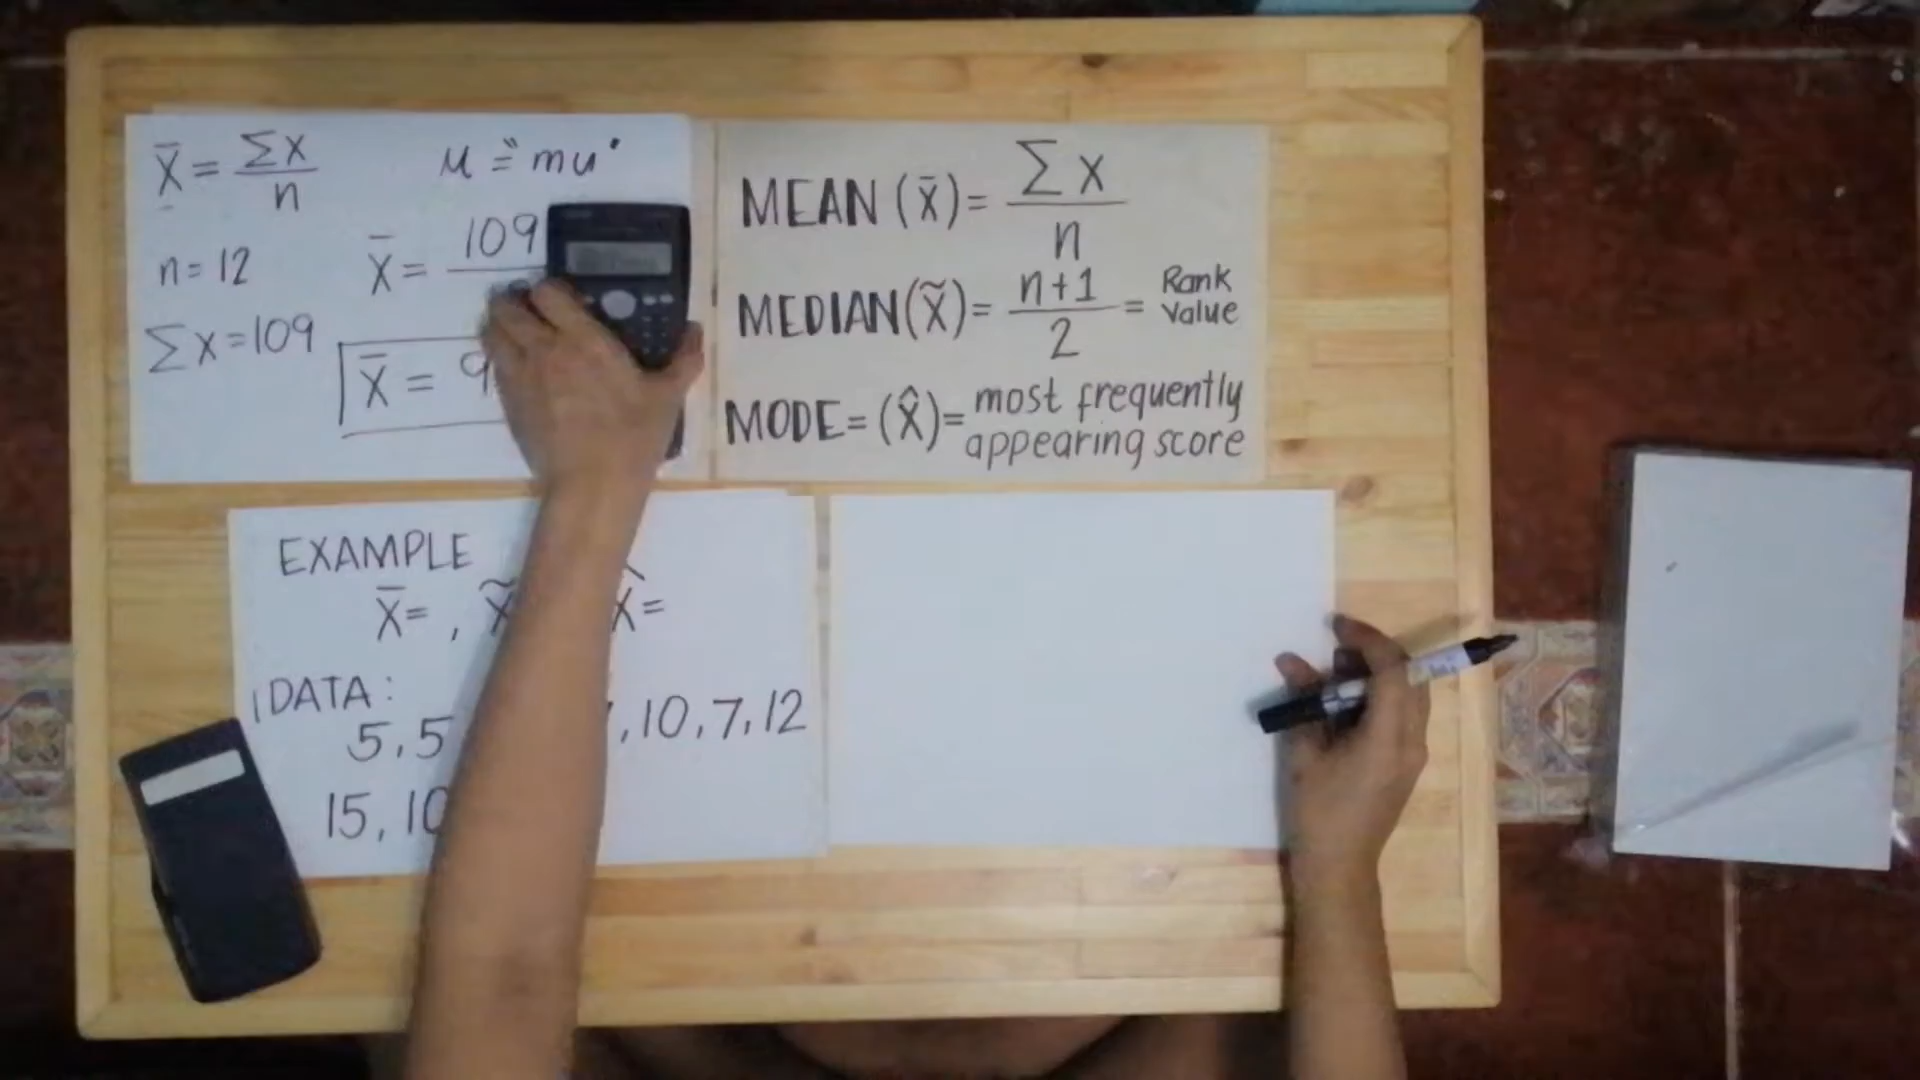 X̄ = ΣX / n
μ = "mu"
n = 12
X̄ = 109
Σx = 109
X̄ = 9
MEAN (x̄) = Σx / n
MEDIAN (x̃) = n+1 / 2 = Rank Value
MODE = (x̂) = most frequently
appearing score
EXAMPLE
X̄ = , X̃ X̂ =
DATA:
5, 5 , 10, 7, 12
15, 10